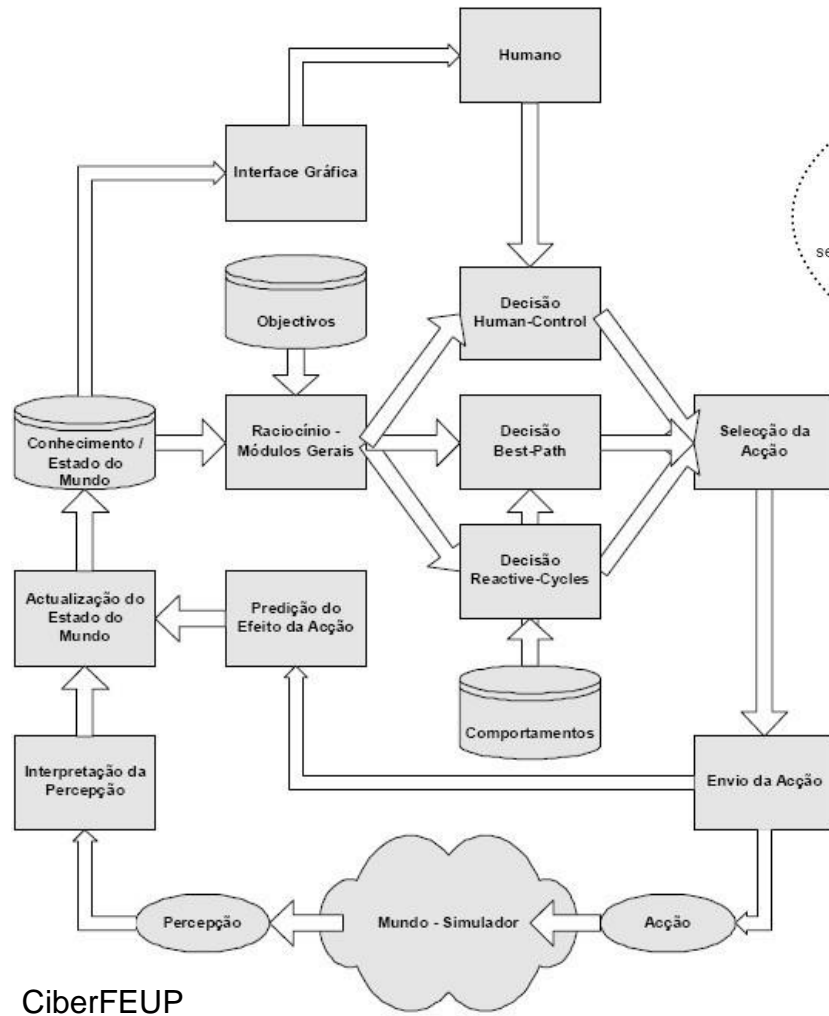 Humano
Interface Gráfica
se
Objectivos
Decisão
Human-Control
Conhecimento /
Estado do
Mundo
Raciocínio -
Módulos Gerais
Decisão
Best-Path
Selecção da
Acção
Actualização do
Estado do
Mundo
Predição do
Efeito da Acção
Decisão
Reactive-Cycles
Comportamentos
Interpretação da
Percepção
Envio da Acção
Percepção
Mundo - Simulador
Acção
CiberFEUP